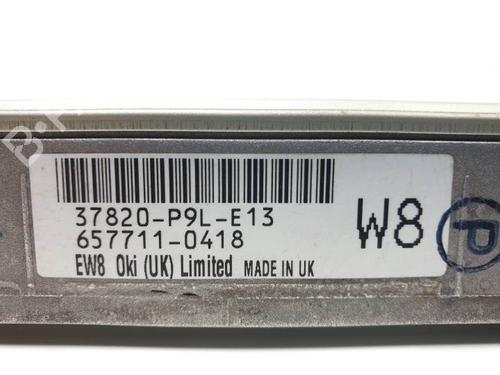 37820-P9L-E13
657711-0418
W8
P
EW8 Oki (UK) Limited MADE IN UK